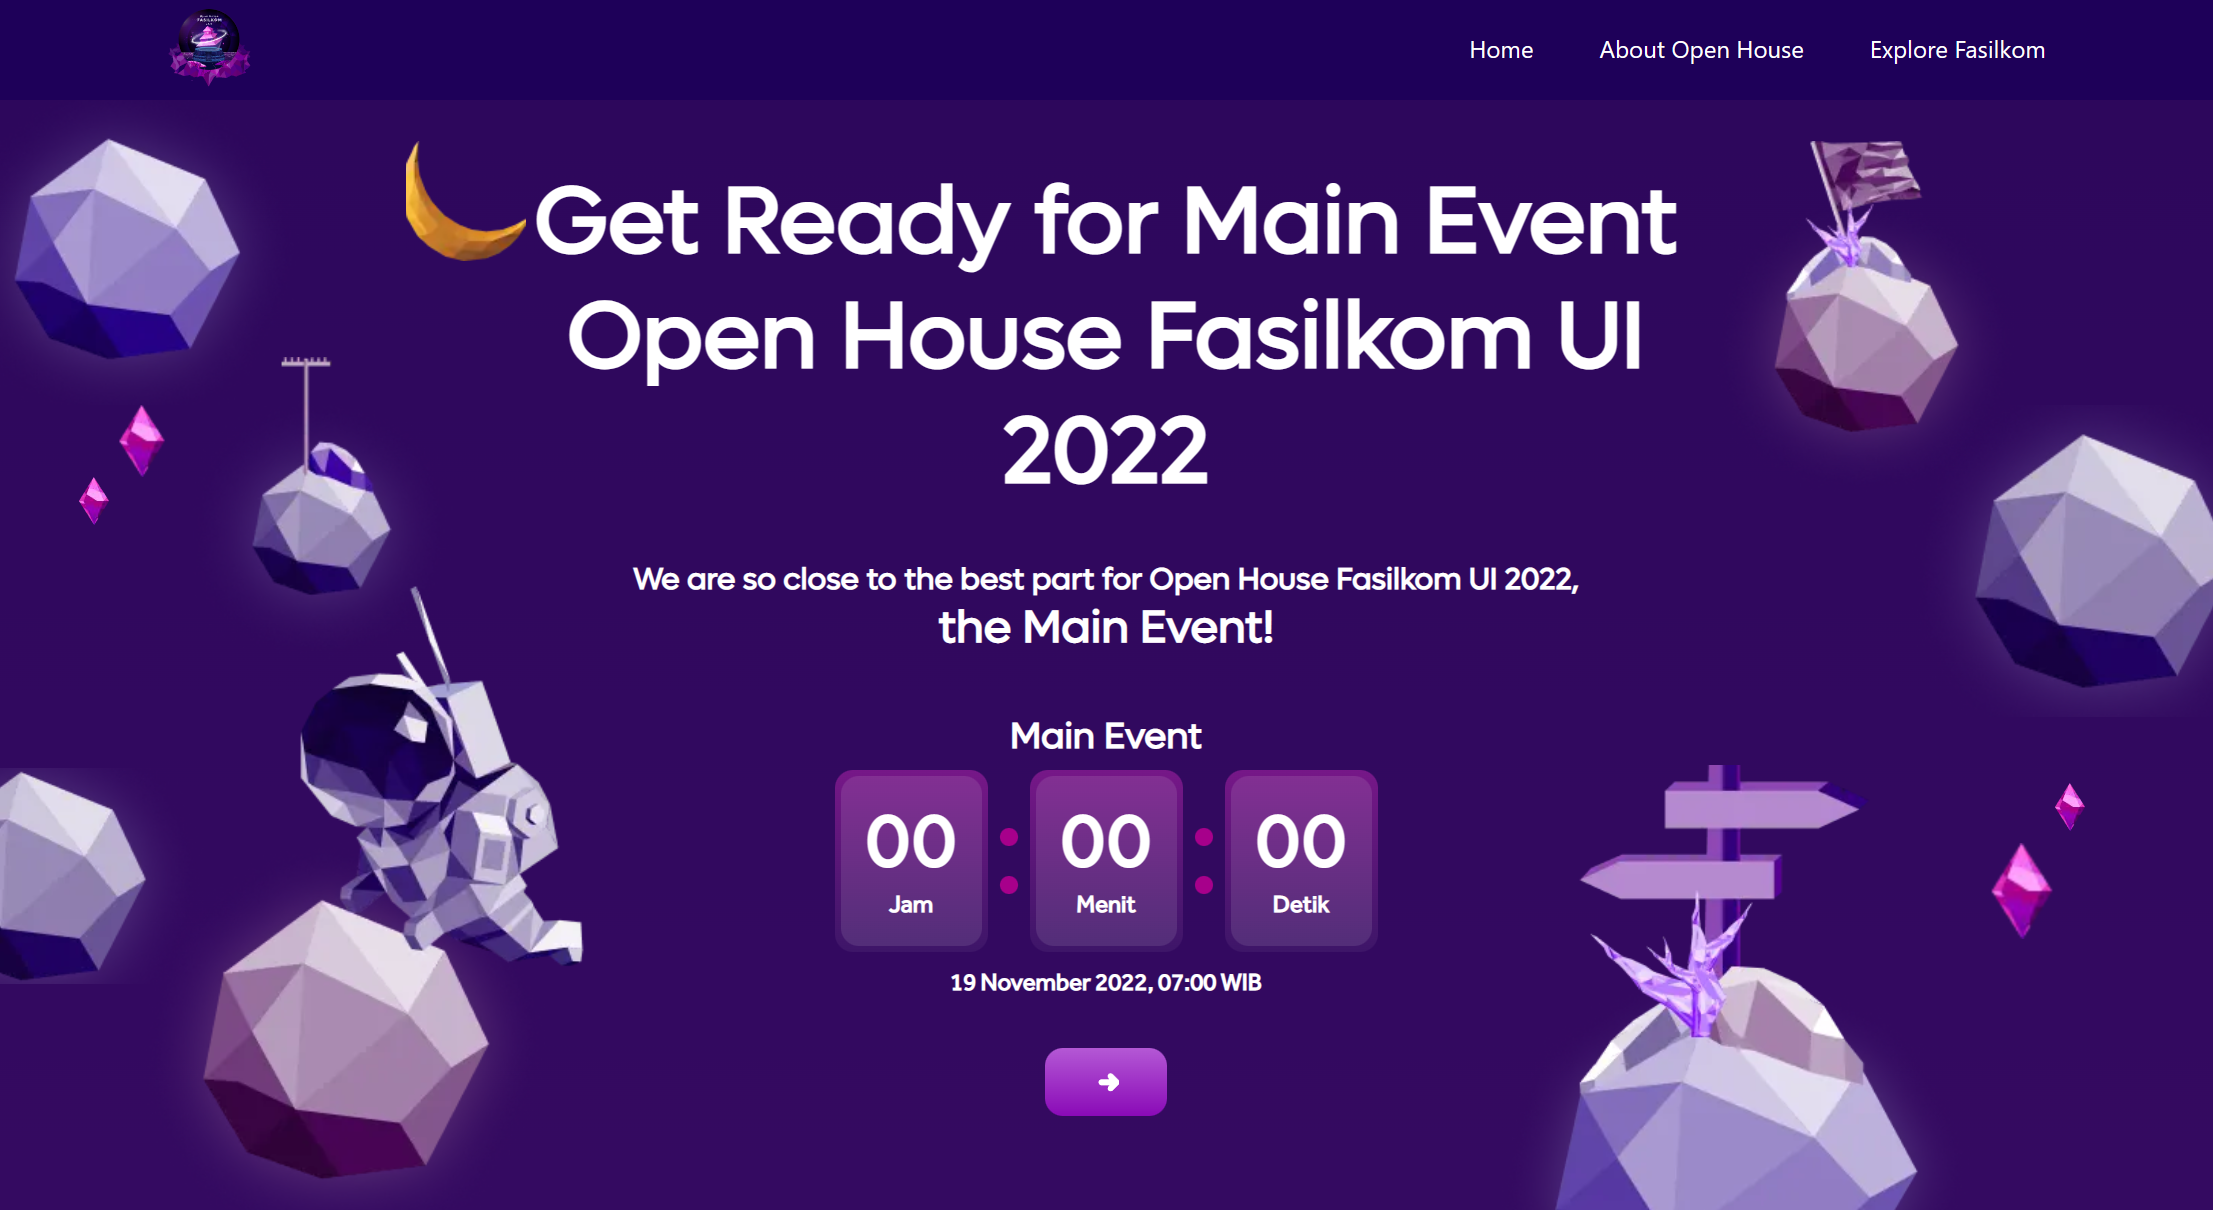 Home
About Open House
Explore Fasilkom
Get Ready for Main Event
Open House Fasilkom UI
2022
We are so close to the best part for Open House Fasilkom UI 2022,
the Main Event!
Main Event
00
00
00
Jam
Menit
Detik
19 November 2022, 07:00 WIB